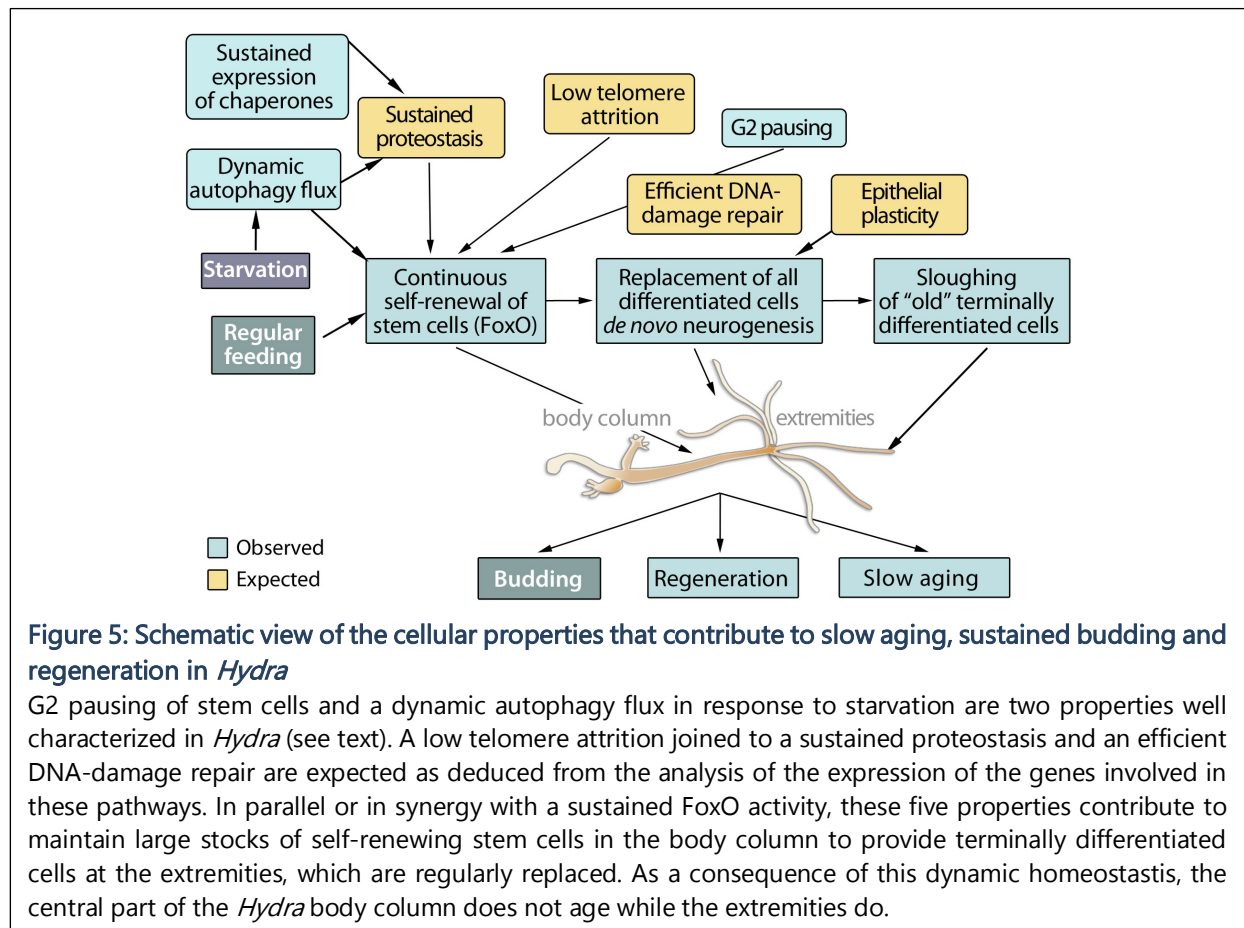 Sustained
expression
of chaperones
Sustained
proteostasis
Low telomere
attrition
G2 pausing
Dynamic
autophagy flux
Efficient DNA-
damage repair
Epithelial
plasticity
Starvation
Continuous
self-renewal of
stem cells (FoxO)
Replacement of all
differentiated cells
de novo neurogenesis
Sloughing
of “old” terminally
differentiated cells
Regular
feeding
body column
extremities
Observed
Expected
Budding
Regeneration
Slow aging
Figure 5: Schematic view of the cellular properties that contribute to slow aging, sustained budding and
regeneration in Hydra
G2 pausing of stem cells and a dynamic autophagy flux in response to starvation are two properties well
characterized in Hydra (see text). A low telomere attrition joined to a sustained proteostasis and an efficient
DNA-damage repair are expected as deduced from the analysis of the expression of the genes involved in
these pathways. In parallel or in synergy with a sustained FoxO activity, these five properties contribute to
maintain large stocks of self-renewing stem cells in the body column to provide terminally differentiated
cells at the extremities, which are regularly replaced. As a consequence of this dynamic homeostastis, the
central part of the Hydra body column does not age while the extremities do.